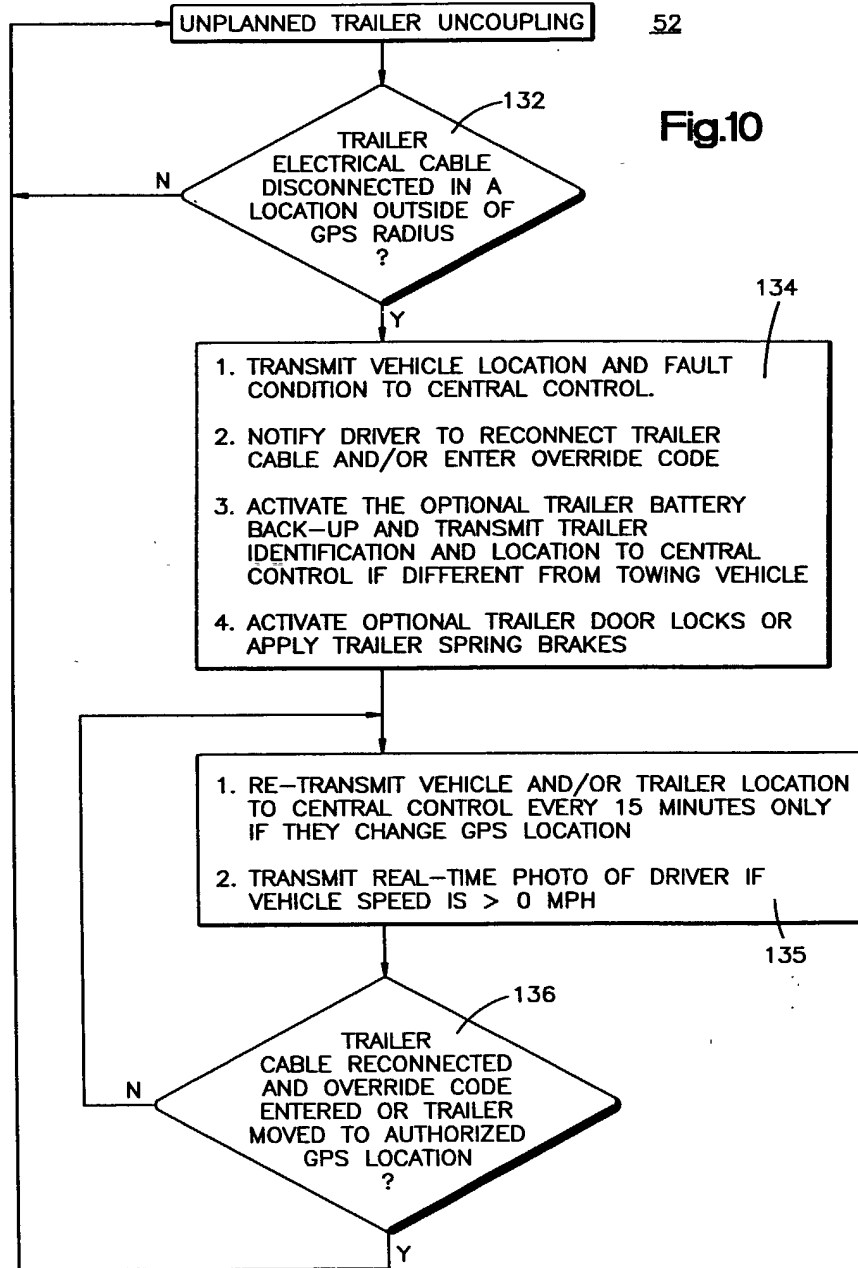 UNPLANNED TRAILER UNCOUPLING
52
Fig.10
132
TRAILER
ELECTRICAL CABLE
DISCONNECTED IN A
LOCATION OUTSIDE OF
GPS RADIUS
?
N
Y
134
1. TRANSMIT VEHICLE LOCATION AND FAULT
CONDITION TO CENTRAL CONTROL.
2. NOTIFY DRIVER TO RECONNECT TRAILER
CABLE AND/OR ENTER OVERRIDE CODE
3. ACTIVATE THE OPTIONAL TRAILER BATTERY
BACK-UP AND TRANSMIT TRAILER
IDENTIFICATION AND LOCATION TO CENTRAL
CONTROL IF DIFFERENT FROM TOWING VEHICLE
4. ACTIVATE OPTIONAL TRAILER DOOR LOCKS OR
APPLY TRAILER SPRING BRAKES
1. RE-TRANSMIT VEHICLE AND/OR TRAILER LOCATION
TO CENTRAL CONTROL EVERY 15 MINUTES ONLY
IF THEY CHANGE GPS LOCATION
2. TRANSMIT REAL-TIME PHOTO OF DRIVER IF
VEHICLE SPEED IS > 0 MPH
135
136
TRAILER
CABLE RECONNECTED
AND OVERRIDE CODE
ENTERED OR TRAILER
MOVED TO AUTHORIZED
GPS LOCATION
?
N
Y